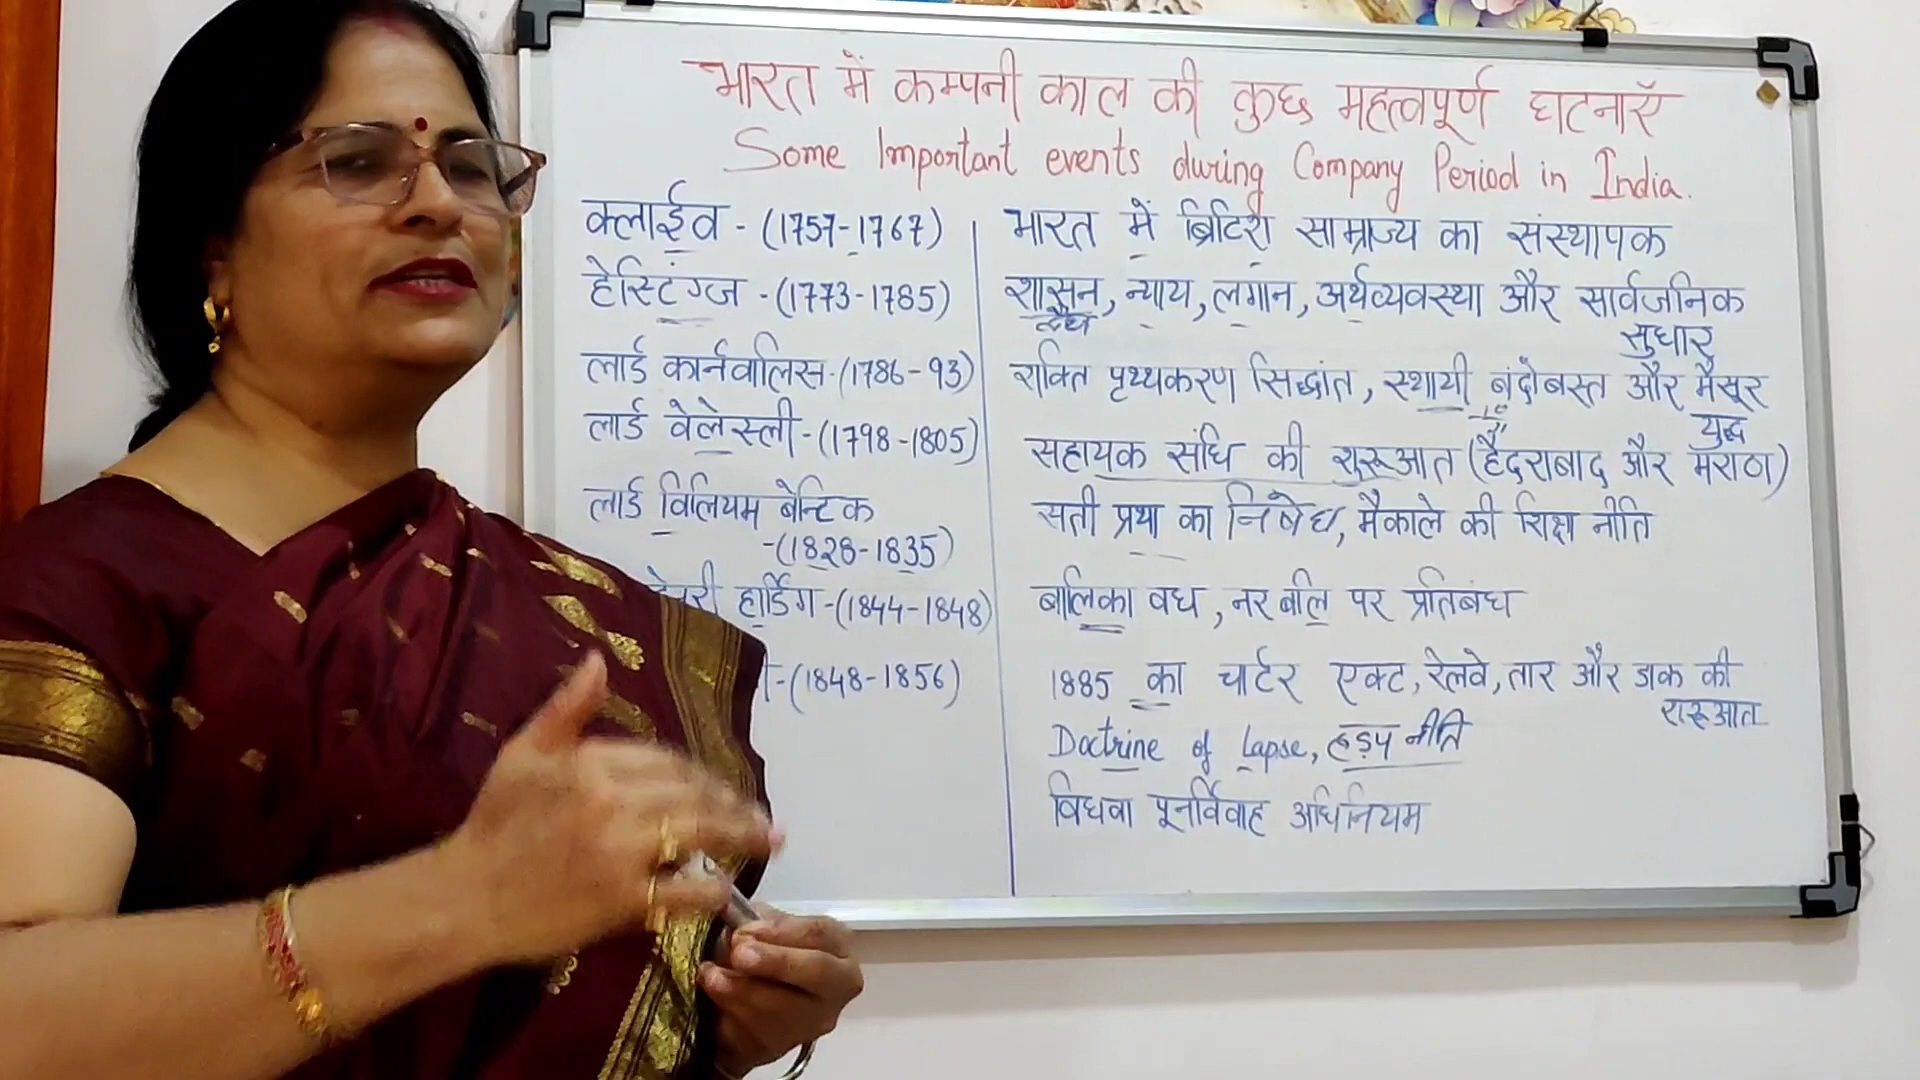 भारत में कम्पनी काल की कुछ महत्वपूर्ण घटनाऐं
Some Important events during Company Period in India.
क्लाईव - (1757-1767)
भारत में ब्रिटिश साम्राज्य का संस्थापक
हेस्टिंग्ज - (1773-1785)
शासन, न्याय, लगान, अर्थव्यवस्था और सार्वजनिक
सुधार
लार्ड कार्नवालिस - (1786-93)
शक्ति पृथ्यकरण सिद्धांत, स्थायी बंदोबस्त और मैसूर
युद्ध
लार्ड वेलेस्ली - (1798-1805)
सहायक संधि की शुरूआत (हैदराबाद और मराठा)
लार्ड विलियम बेन्टिक
-(1828-1835)
सती प्रथा का निषेध, मैकाले की शिक्षा नीति
हार्डिंग - (1844-1848)
बालिका वध, नर बलि पर प्रतिबंध
-(1848-1856)
1885 का चार्टर एक्ट, रेलवे, तार और डाक की
शरूआत
Doctrine of Lapse, हड़प नीति
विधवा पूनर्विवाह अधिनियम